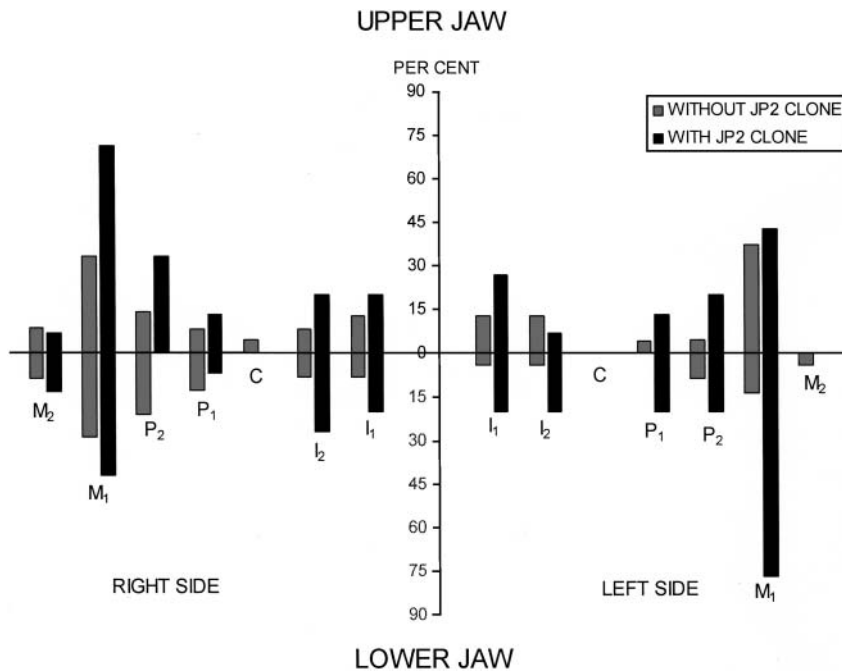 UPPER JAW
PER CENT
90
75
60
45
30
15
0
15
30
45
60
75
90
WITHOUT JP2 CLONE
WITH JP2 CLONE
M₂
M₁
P₂
P₁
C
I₂
I₁
I₁
I₂
C
P₁
P₂
M₁
M₂
RIGHT SIDE
LEFT SIDE
LOWER JAW